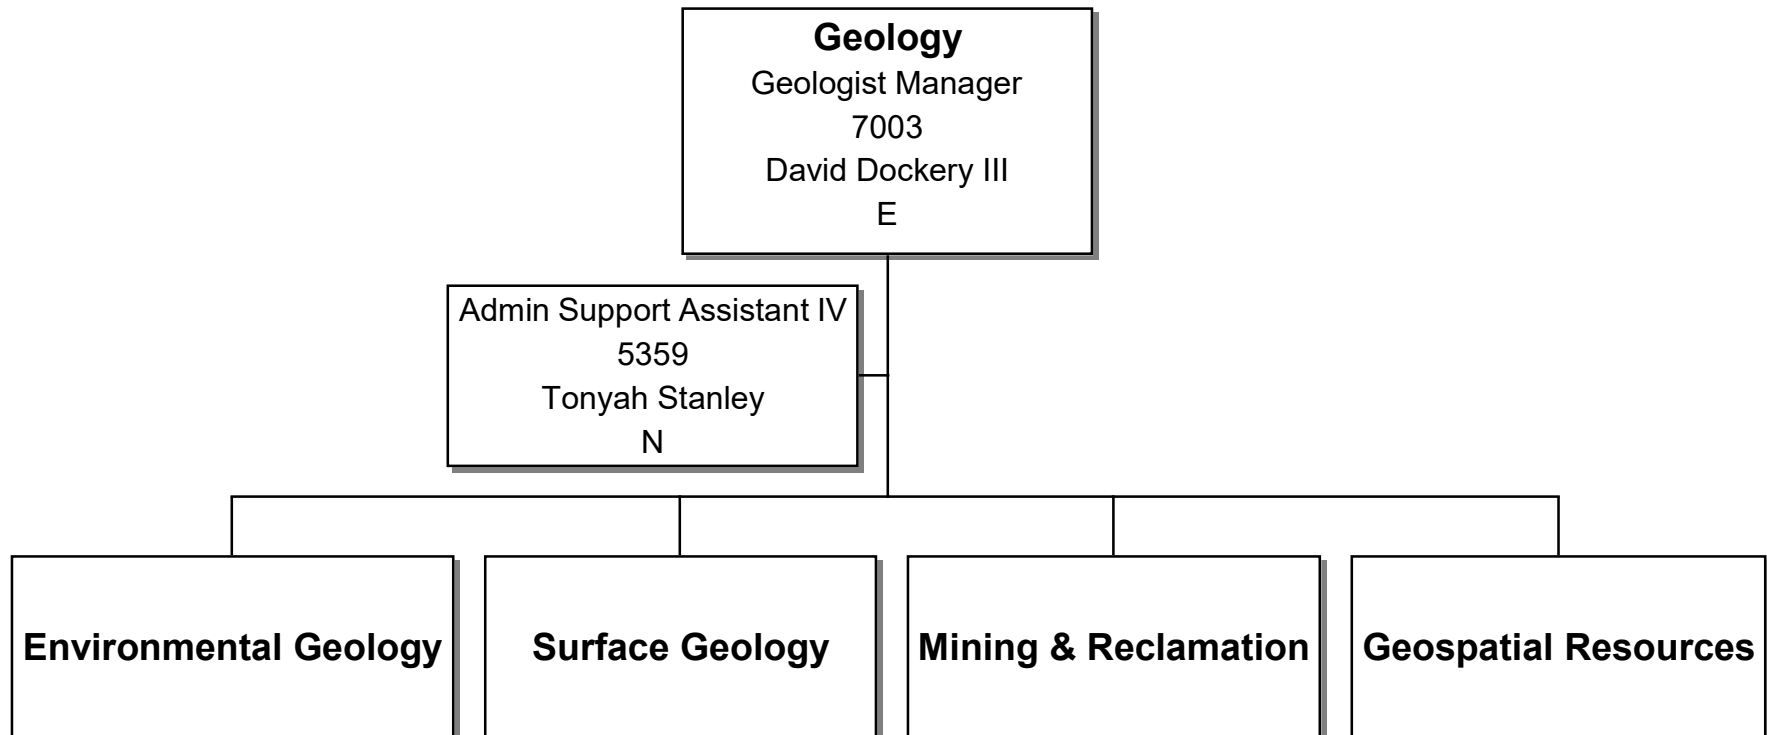 Geology
Geologist Manager
7003
David Dockery III
E
Admin Support Assistant IV
5359
Tonyah Stanley
N
Environmental Geology
Surface Geology
Mining & Reclamation
Geospatial Resources